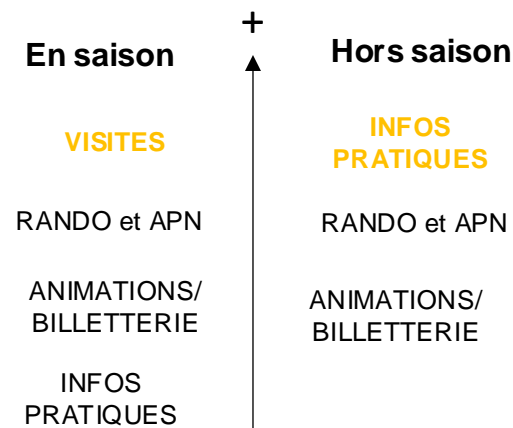 +
En saison
Hors saison
VISITES
INFOS
PRATIQUES
RANDO et APN
RANDO et APN
ANIMATIONS/
BILLETTERIE
ANIMATIONS/
BILLETTERIE
INFOS
PRATIQUES